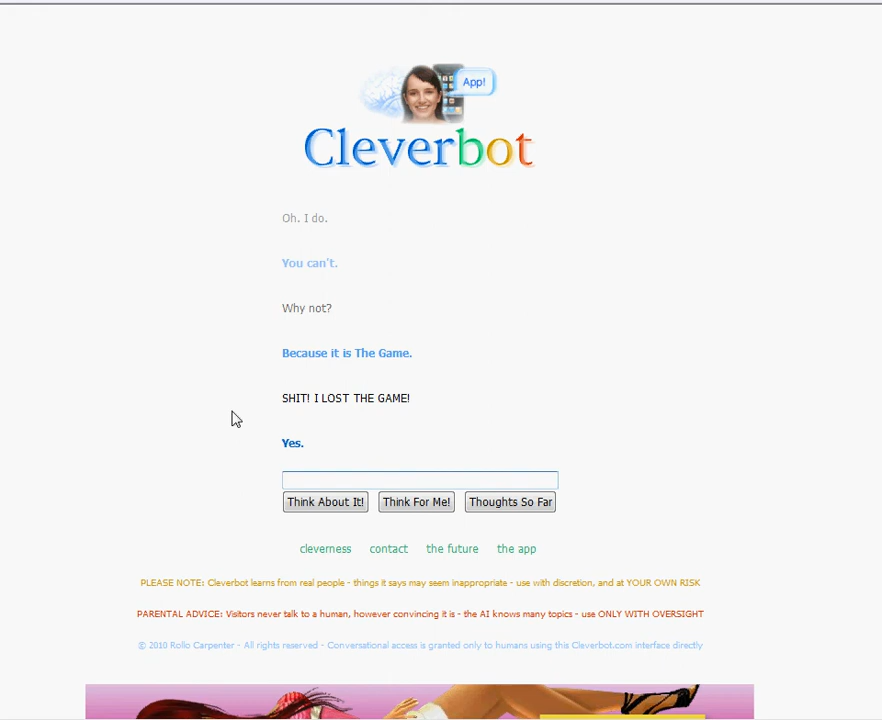 App!
Cleverbot
Oh. I do.
You can't.
Why not?
Because it is The Game.
SHIT! I LOST THE GAME!
Yes.
Think About It! Think For Me! Thoughts So Far
cleverness contact the future the app
PLEASE NOTE: Cleverbot learns from real people - things it says may seem inappropriate - use with discretion, and at YOUR OWN RISK
PARENTAL ADVICE: Visitors never talk to a human, however convincing it is - the AI knows many topics - use ONLY WITH OVERSIGHT
© 2010 Rollo Carpenter - All rights reserved - Conversational access is granted only to humans using this Cleverbot.com interface directly